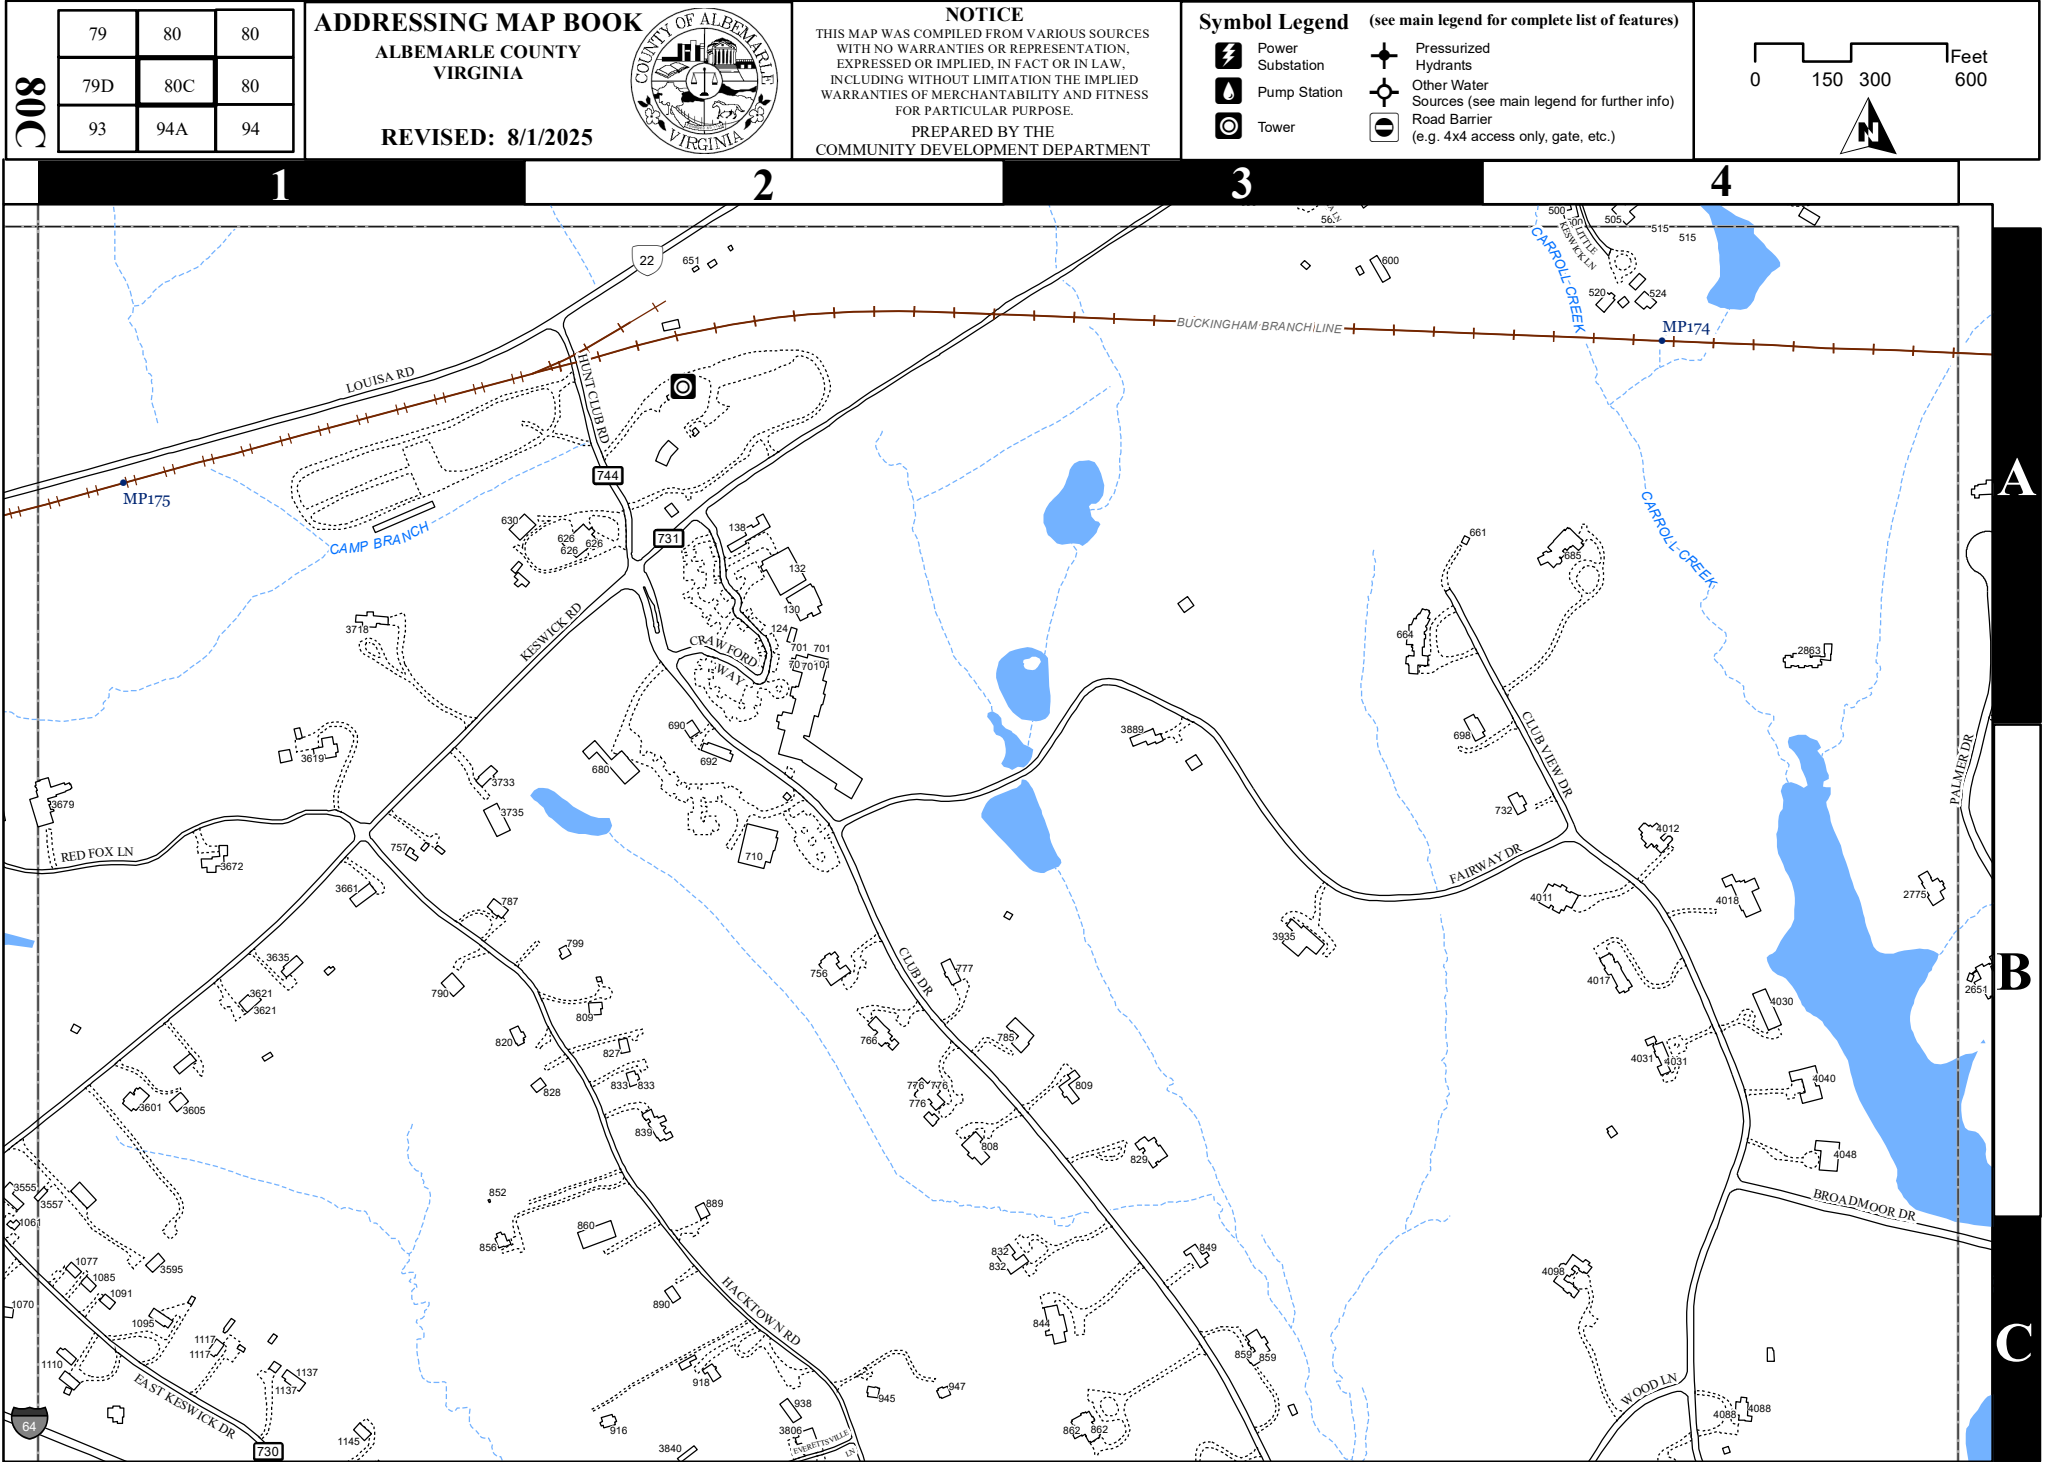 80C
79 80 80
79D 80C 80
93 94A 94
ADDRESSING MAP BOOK
ALBEMARLE COUNTY
VIRGINIA
REVISED: 8/1/2025
COUNTY OF ALBEMARLE
VIRGINIA
NOTICE
THIS MAP WAS COMPILED FROM VARIOUS SOURCES
WITH NO WARRANTIES OR REPRESENTATION,
EXPRESSED OR IMPLIED, IN FACT OR IN LAW,
INCLUDING WITHOUT LIMITATION THE IMPLIED
WARRANTIES OF MERCHANTABILITY AND FITNESS
FOR PARTICULAR PURPOSE.
PREPARED BY THE
COMMUNITY DEVELOPMENT DEPARTMENT
Symbol Legend (see main legend for complete list of features)
Power
Substation
Pump Station
Tower
Pressurized
Hydrants
Other Water
Sources (see main legend for further info)
Road Barrier
(e.g. 4x4 access only, gate, etc.)
Feet
0 150 300 600
N
1 2 3 4
500
505
515
515
LITTLE
KESWICK LN
CARROLL CREEK
22
651
600
520
524
BUCKINGHAM BRANCH LINE
MP174
LOUISA RD
HUNT CLUB RD
744
MP175
CAMP BRANCH
A
CARROLL CREEK
630
626
626
626
731
138
132
130
124
661
685
3718
KESWICK RD
CRAWFORD
WAY
701 701
701
664
2863
690
692
680
3889
698
CLUB VIEW DR
PALMER DR
3619
3733
3735
3679
732
4012
RED FOX LN
3672
757
710
FAIRWAY DR
3661
787
4011
4018
2775
799
3935
3635
756
777
CLUB DR
4017
B
790
3621
3621
809
2651
4030
820
827
766
785
4031
4031
833 833
828
776 776
776
809
4040
3601
3605
839
808
829
4048
3555
3557
1061
852
889
BROADMOOR DR
860
856
832
832
849
1077
1085
3595
4098
1091
1070
890
HACKTOWN RD
1095
844
1117
1117
859
859
C
1110
1137
1137
918
945
947
EAST KESWICK DR
WOOD LN
64
938
4088
4088
730
1145
916
3806
862
862
3840
EVERETTSVILLE
LN